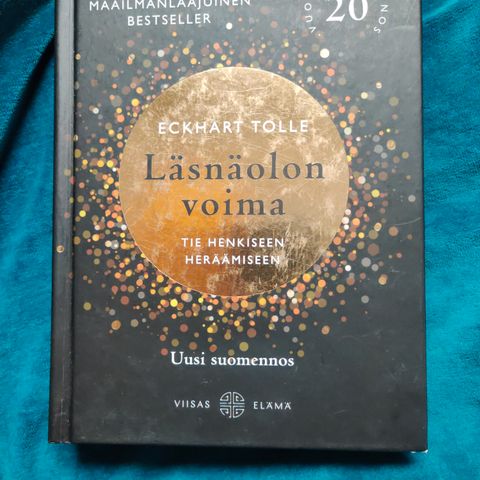 MAAILMANLAAJUINEN
BESTSELLER
20
ECKHART TOLLE
Läsnäolon
voima
TIE HENKISEEN
HERÄÄMISEEN
Uusi suomennos
VIISAS ELÄMÄ